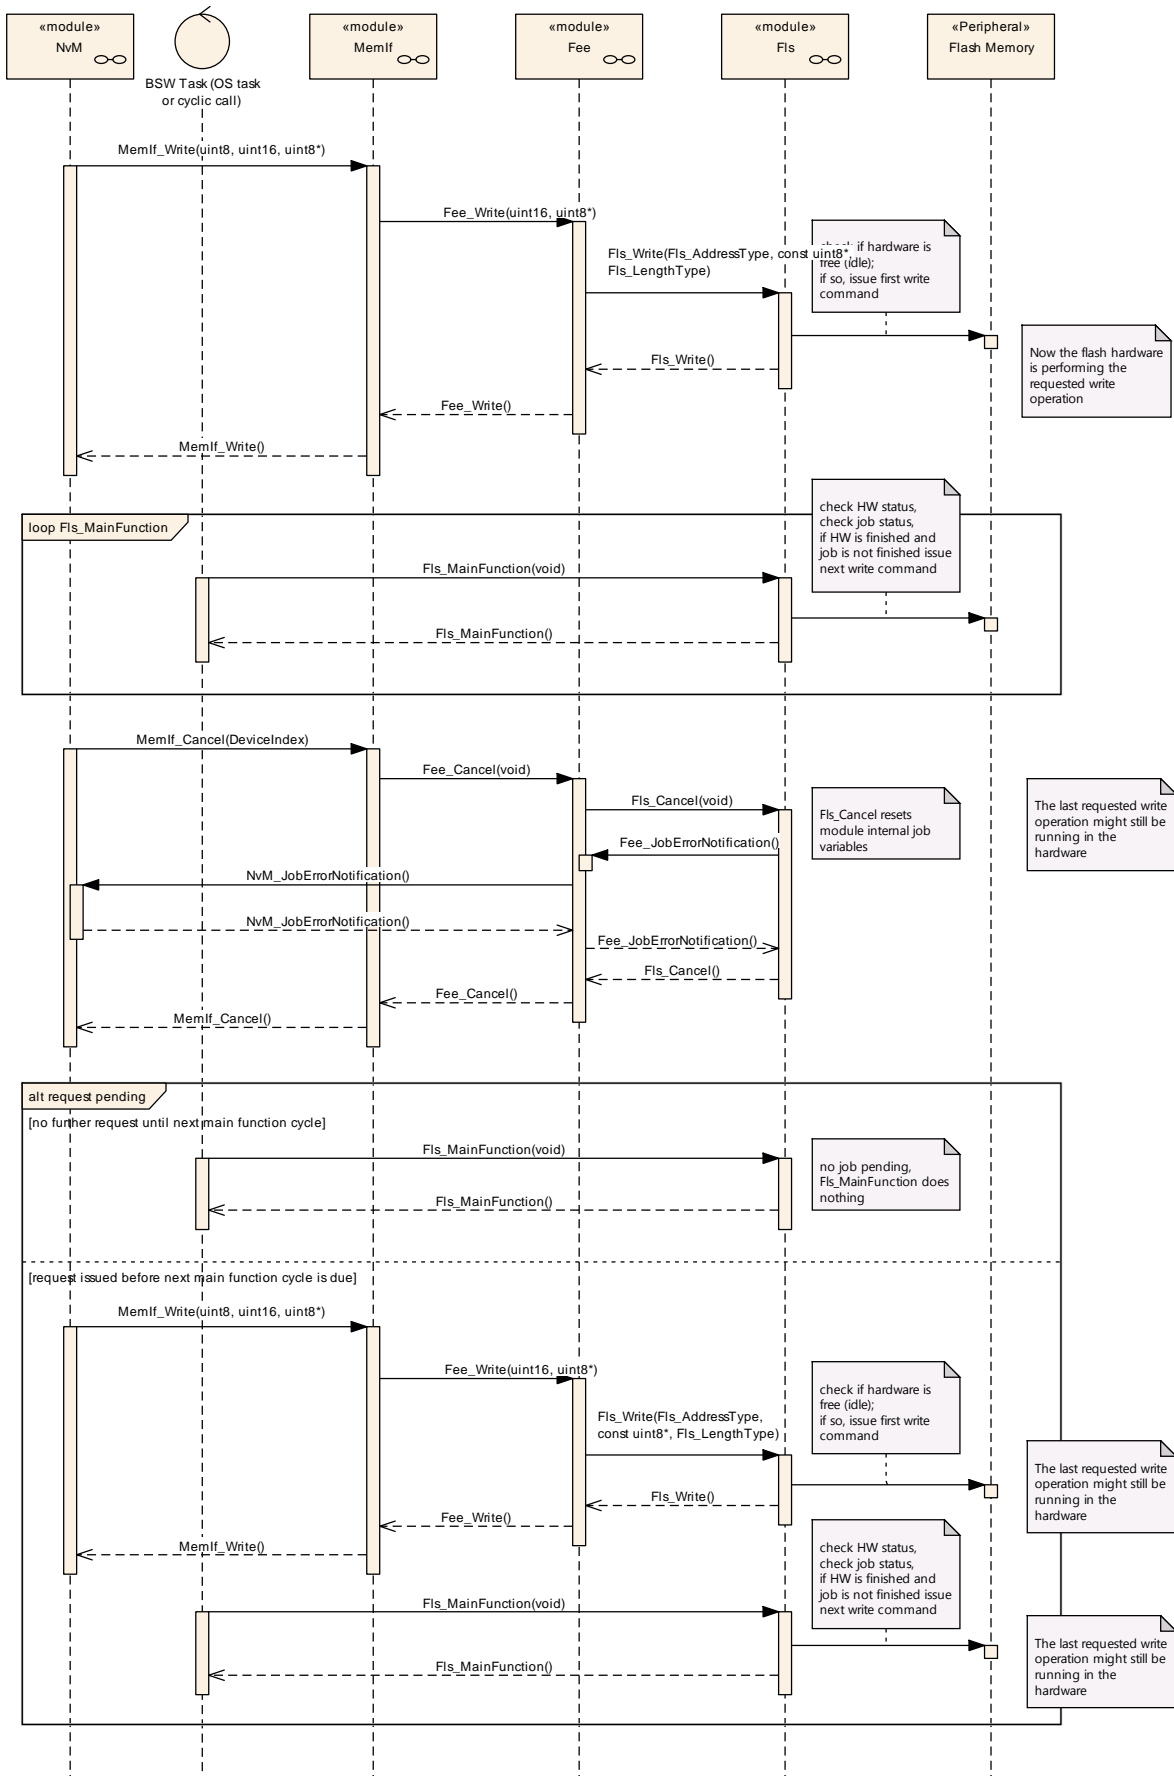 «module»
NvM
BSW Task (OS task
or cyclic call)
«module»
MemIf
«module»
Fee
«module»
Fls
«Peripheral»
Flash Memory
MemIf_Write(uint8, uint16, uint8*)
Fee_Write(uint16, uint8*)
Fls_Write(Fls_AddressType, const uint8*,
Fls_LengthType)
check if hardware is
free (idle);
if so, issue first write
command
Now the flash hardware
is performing the
requested write
operation
Fls_Write()
Fee_Write()
MemIf_Write()
loop Fls_MainFunction
check HW status,
check job status,
if HW is finished and
job is not finished issue
next write command
Fls_MainFunction(void)
Fls_MainFunction()
MemIf_Cancel(DeviceIndex)
Fee_Cancel(void)
Fls_Cancel(void)
Fls_Cancel resets
module internal job
variables
The last requested write
operation might still be
running in the
hardware
Fee_JobErrorNotification()
NvM_JobErrorNotification()
NvM_JobErrorNotification()
Fee_JobErrorNotification()
Fls_Cancel()
Fee_Cancel()
MemIf_Cancel()
alt request pending
[no further request until next main function cycle]
Fls_MainFunction(void)
no job pending,
Fls_MainFunction does
nothing
Fls_MainFunction()
[request issued before next main function cycle is due]
MemIf_Write(uint8, uint16, uint8*)
Fee_Write(uint16, uint8*)
check if hardware is
free (idle);
if so, issue first write
command
Fls_Write(Fls_AddressType,
const uint8*, Fls_LengthType)
The last requested write
operation might still be
running in the
hardware
Fls_Write()
Fee_Write()
MemIf_Write()
check HW status,
check job status,
if HW is finished and
job is not finished issue
next write command
Fls_MainFunction(void)
The last requested write
operation might still be
running in the
hardware
Fls_MainFunction()